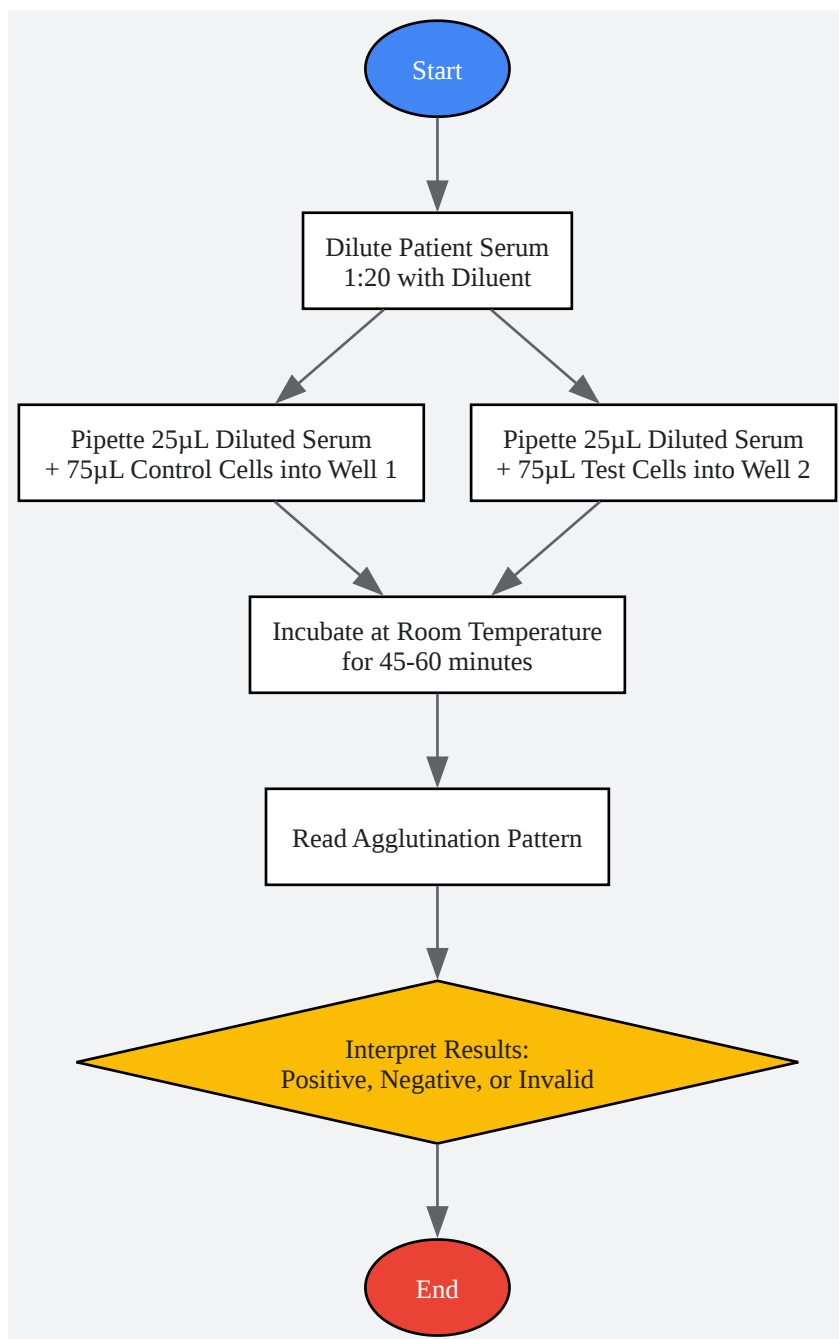 Start
Dilute Patient Serum
1:20 with Diluent
Pipette 25µL Diluted Serum
+ 75µL Control Cells into Well 1
Pipette 25µL Diluted Serum
+ 75µL Test Cells into Well 2
Incubate at Room Temperature
for 45-60 minutes
Read Agglutination Pattern
Interpret Results:
Positive, Negative, or Invalid
End